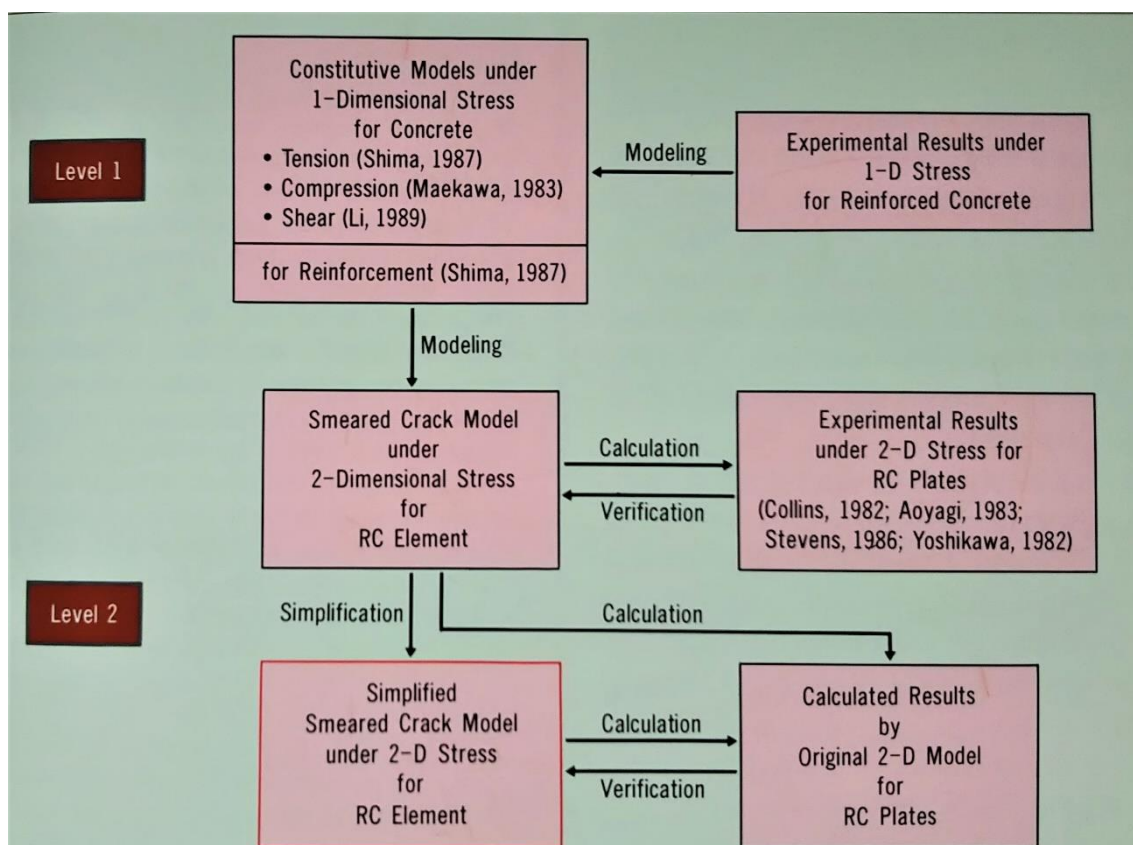 Level 1
Constitutive Models under
1-Dimensional Stress
for Concrete
• Tension (Shima, 1987)
• Compression (Maekawa, 1983)
• Shear (Li, 1989)
for Reinforcement (Shima, 1987)
Modeling
Experimental Results under
1-D Stress
for Reinforced Concrete
Modeling
Level 2
Smeared Crack Model
under
2-Dimensional Stress
for
RC Element
Calculation
Verification
Experimental Results
under 2-D Stress for
RC Plates
(Collins, 1982; Aoyagi, 1983;
Stevens, 1986; Yoshikawa, 1982)
Simplification
Calculation
Simplified
Smeared Crack Model
under 2-D Stress
for
RC Element
Calculation
Verification
Calculated Results
by
Original 2-D Model
for
RC Plates